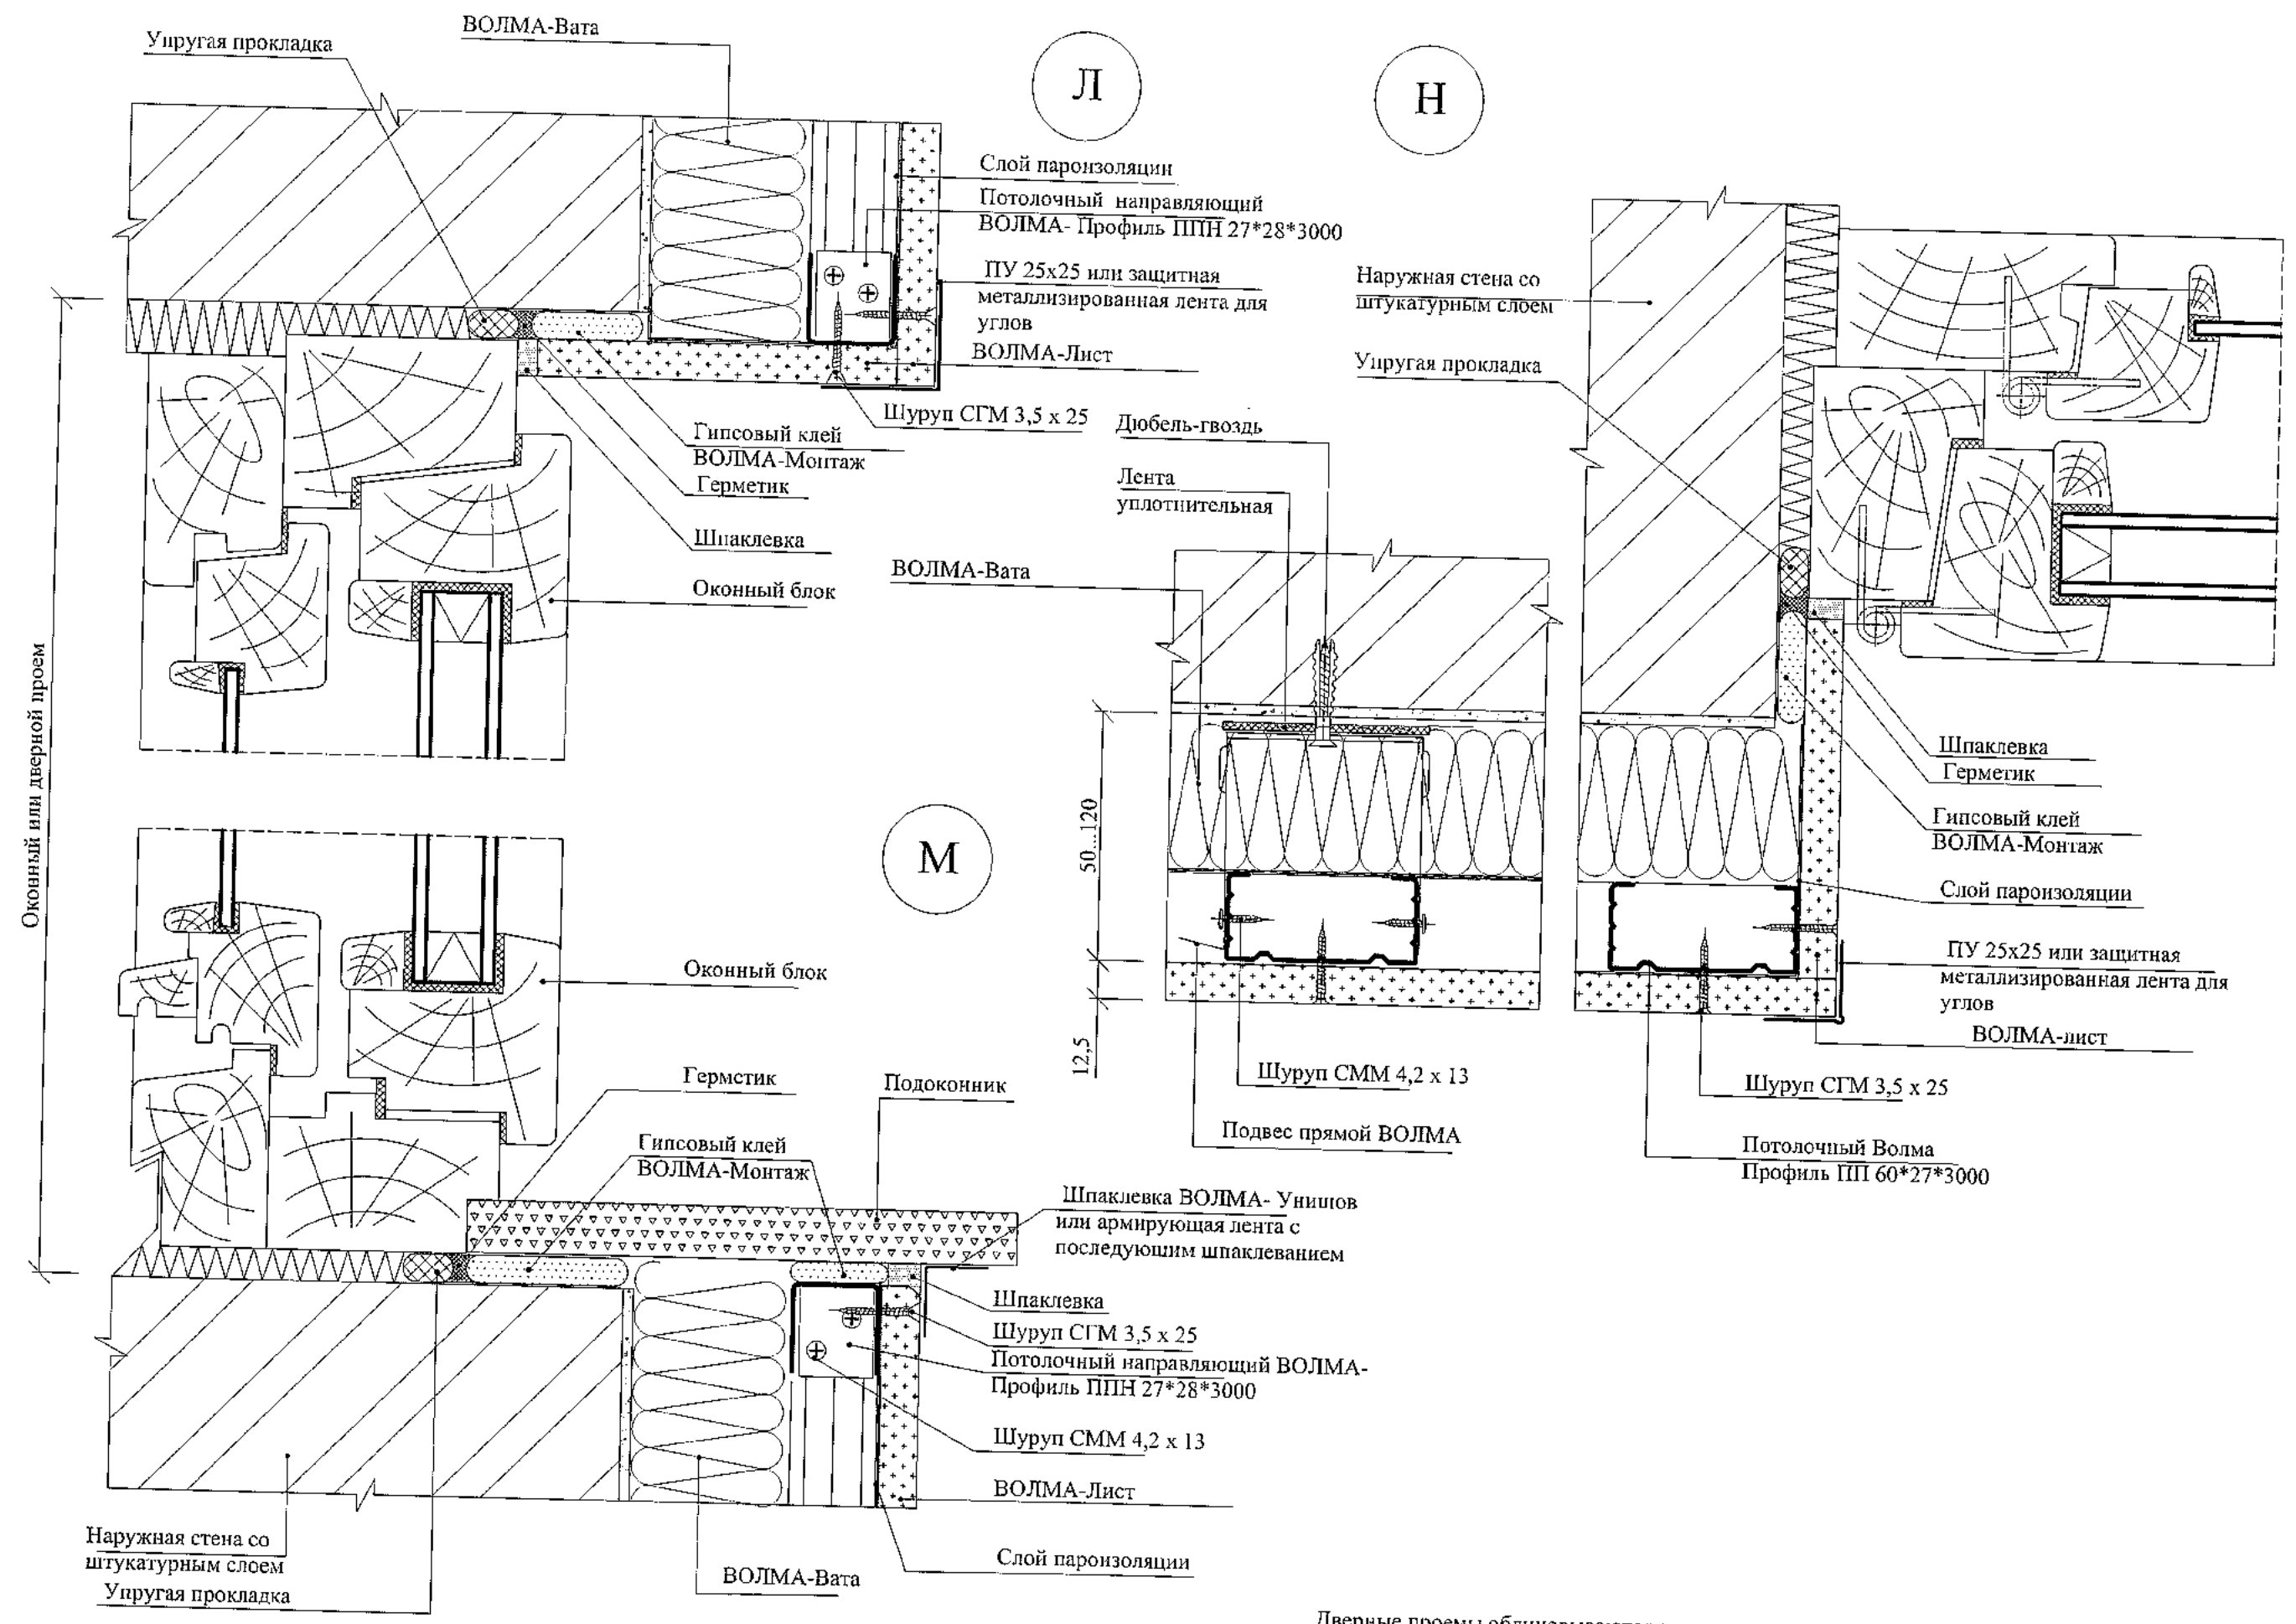 Упругая прокладка
ВОЛМА-Вата
Л
Н
Слой пароизоляции
Потолочный направляющий
ВОЛМА- Профиль ППН 27*28*3000
ПУ 25х25 или защитная
металлизированная лента для
углов
ВОЛМА-Лист
Шуруп СГМ 3,5 х 25
Гипсовый клей
ВОЛМА-Монтаж
Герметик
Шпаклевка
Оконный блок
Оконный или дверной проем
Наружная стена со
штукатурным слоем
Упругая прокладка
Дюбель-гвоздь
Лента
уплотнительная
ВОЛМА-Вата
50...120
12,5
Шуруп СММ 4,2 х 13
Подвес прямой ВОЛМА
Шпаклевка
Герметик
Гипсовый клей
ВОЛМА-Монтаж
Слой пароизоляции
ПУ 25х25 или защитная
металлизированная лента для
углов
ВОЛМА-лист
Шуруп СГМ 3,5 х 25
Потолочный Волма
Профиль ПП 60*27*3000
М
Оконный блок
Герметик
Подоконник
Гипсовый клей
ВОЛМА-Монтаж
Шпаклевка ВОЛМА- Унишов
или армирующая лента с
последующим шпаклеванием
Шпаклевка
Шуруп СГМ 3,5 х 25
Потолочный направляющий ВОЛМА-
Профиль ППН 27*28*3000
Шуруп СММ 4,2 х 13
ВОЛМА-Лист
Слой пароизоляции
ВОЛМА-Вата
Наружная стена со
штукатурным слоем
Упругая прокладка
Дверные проемы